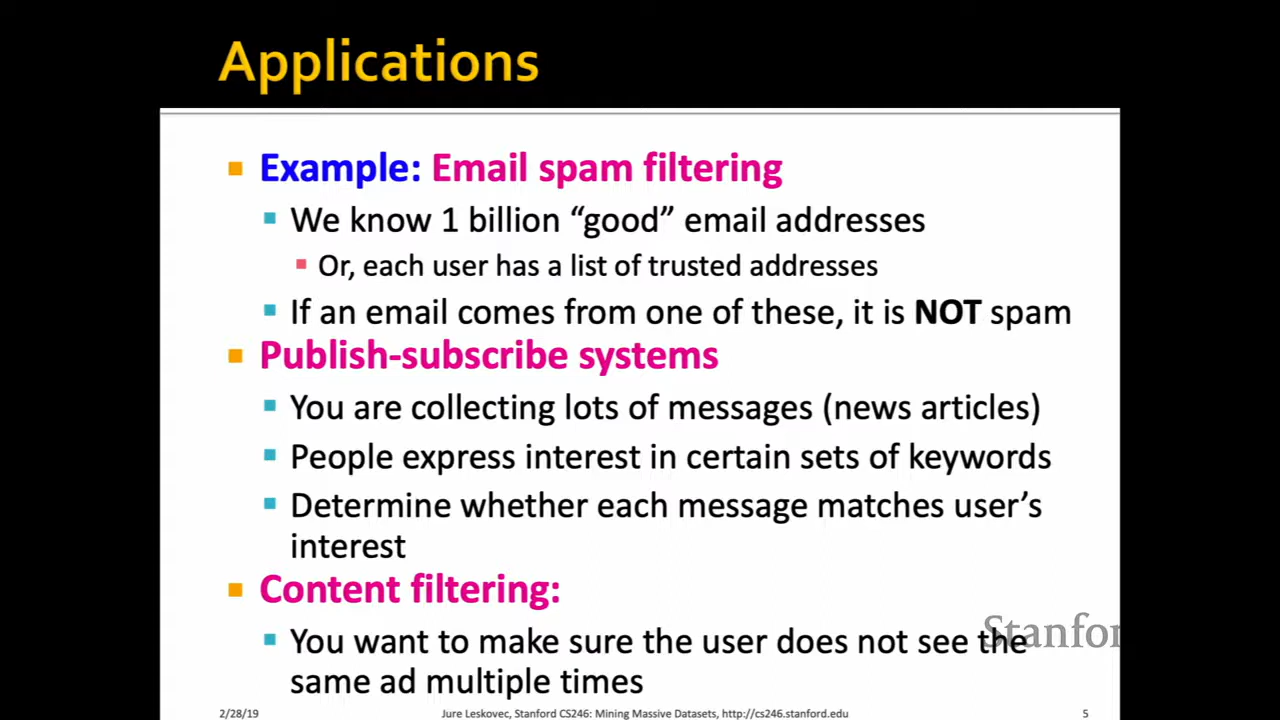 Applications
Example: Email spam filtering
We know 1 billion “good” email addresses
Or, each user has a list of trusted addresses
If an email comes from one of these, it is NOT spam
Publish-subscribe systems
You are collecting lots of messages (news articles)
People express interest in certain sets of keywords
Determine whether each message matches user’s
interest
Content filtering:
You want to make sure the user does not see the
same ad multiple times
Stanfor
2/28/19
Jure Leskovec, Stanford CS246: Mining Massive Datasets, http://cs246.stanford.edu
5